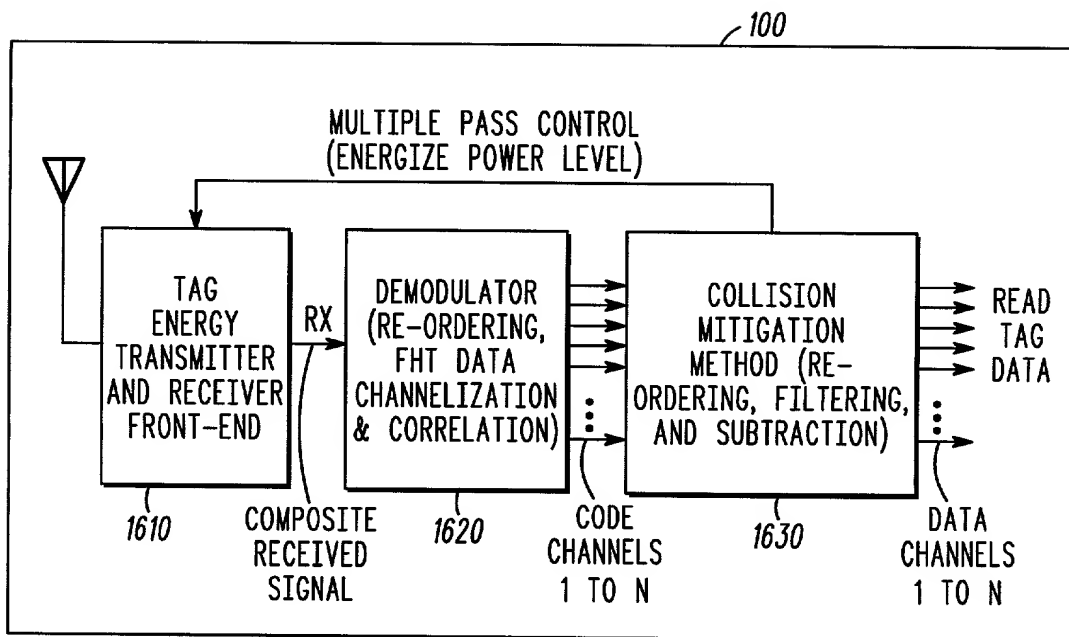 100
MULTIPLE PASS CONTROL
(ENERGIZE POWER LEVEL)
TAG
ENERGY
TRANSMITTER
AND RECEIVER
FRONT-END
RX
DEMODULATOR
(RE-ORDERING,
FHT DATA
CHANNELIZATION
& CORRELATION)
COLLISION
MITIGATION
METHOD (RE-
ORDERING, FILTERING,
AND SUBTRACTION)
READ
TAG
DATA
1610
COMPOSITE
RECEIVED
SIGNAL
1620
CODE
CHANNELS
1 TO N
1630
DATA
CHANNELS
1 TO N